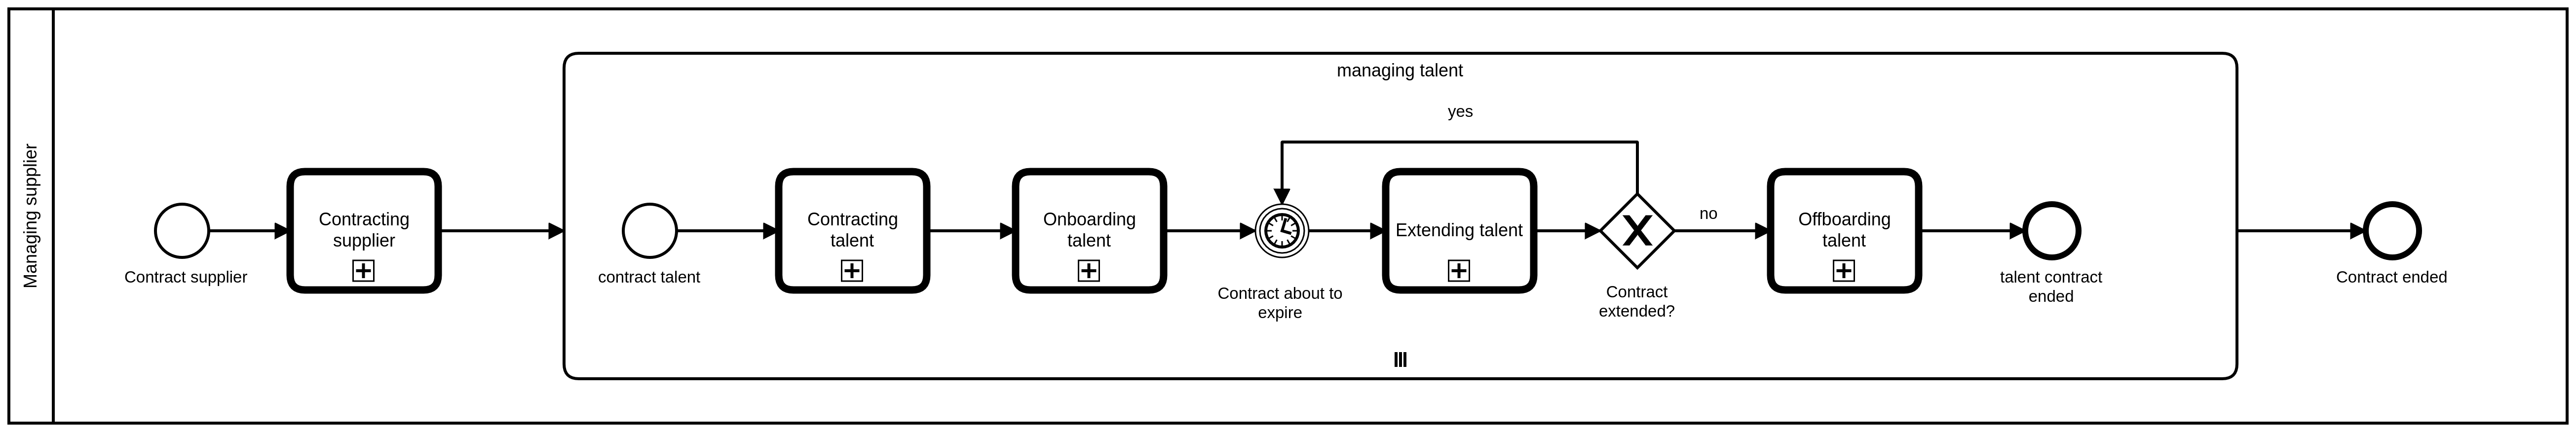 Managing supplier
managing talent
yes
Contracting
supplier
Contracting
talent
Onboarding
talent
Extending talent
no
Offboarding
talent
Contract supplier
contract talent
Contract about to
expire
Contract
extended?
talent contract
ended
Contract ended